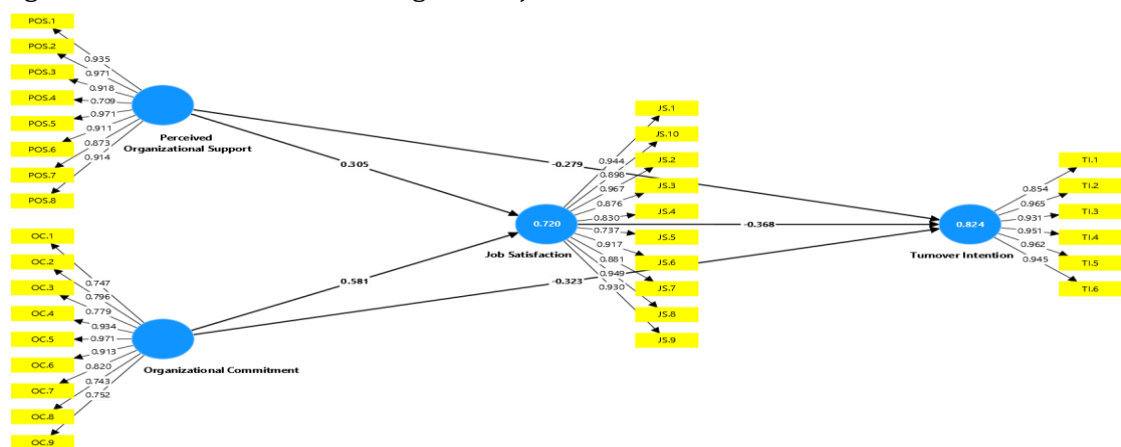 POS.1
POS.2
POS.3
POS.4
POS.5
POS.6
POS.7
POS.8
0.935
0.971
0.918
0.709
0.971
0.911
0.873
0.914
Perceived
Organizational Support
OC.1
OC.2
OC.3
OC.4
OC.5
OC.6
OC.7
OC.8
OC.9
0.747
0.796
0.779
0.934
0.971
0.913
0.820
0.743
0.752
Organizational Commitment
0.305
0.581
-0.279
-0.368
-0.323
0.720
Job Satisfaction
0.944
0.898
0.967
0.876
0.830
0.737
0.917
0.881
0.949
0.930
JS.1
JS.10
JS.2
JS.3
JS.4
JS.5
JS.6
JS.7
JS.8
JS.9
0.824
Turnover Intention
0.854
0.965
0.931
0.951
0.962
0.945
TI.1
TI.2
TI.3
TI.4
TI.5
TI.6